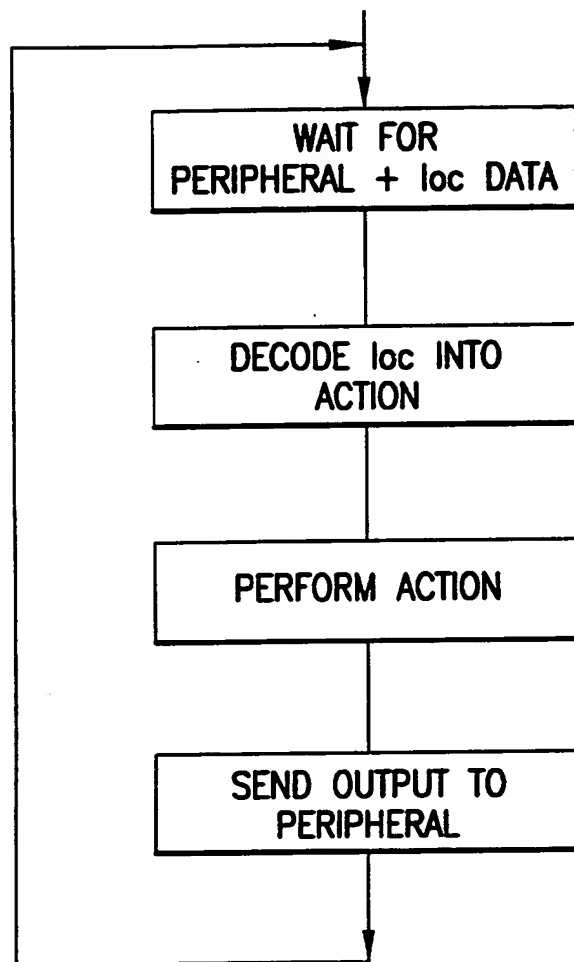 WAIT FOR
PERIPHERAL + loc DATA
DECODE loc INTO
ACTION
PERFORM ACTION
SEND OUTPUT TO
PERIPHERAL